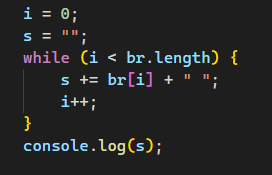 i = 0;
s = "";
while (i < br.length) {
    s += br[i] + " ";
    i++;
}
console.log(s);